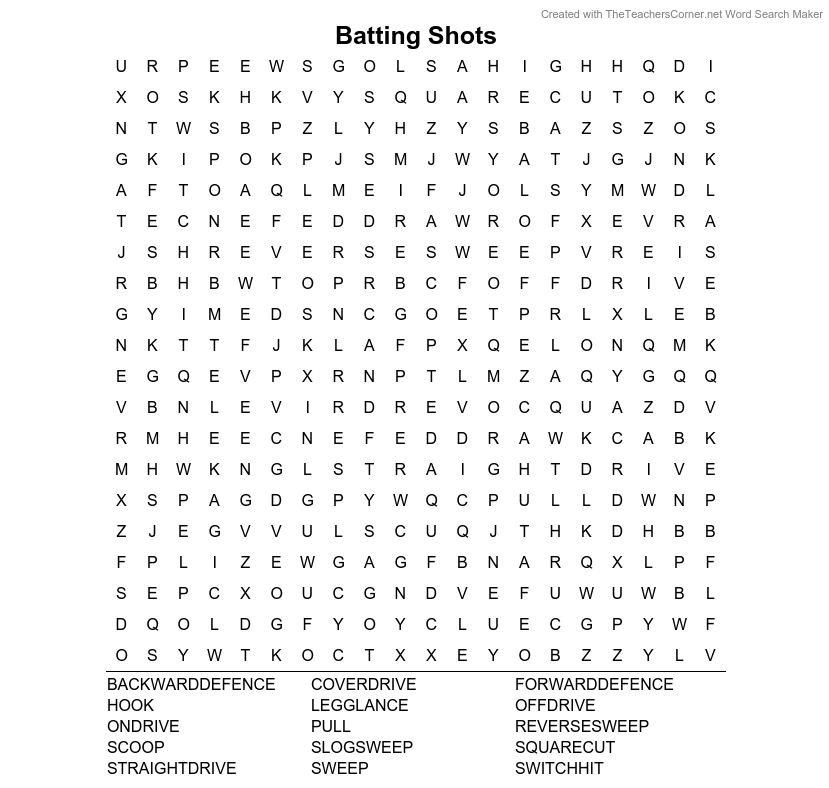 Created with TheTeachersCorner.net Word Search Maker
Batting Shots
U R P E E W S G O L S A H I G H H Q D I
X O S K H K V Y S Q U A R E C U T O K C
N T W S B P Z L Y H Z Y S B A Z S Z O S
G K I P O K P J S M J W Y A T J G J N K
A F T O A Q L M E I F J O L S Y M W D L
T E C N E F E D D R A W R O F X E V R A
J S H R E V E R S E S W E E P V R E I S
R B H B W T O P R B C F O F F D R I V E
G Y I M E D S N C G O E T P R L X L E B
N K T T F J K L A F P X Q E L O N Q M K
E G Q E V P X R N P T L M Z A Q Y G Q Q
V B N L E V I R D R E V O C Q U A Z D V
R M H E E C N E F E D D R A W K C A B K
M H W K N G L S T R A I G H T D R I V E
X S P A G D G P Y W Q C P U L L D W N P
Z J E G V V U L S C U Q J T H K D H B B
F P L I Z E W G A G F B N A R Q X L P F
S E P C X O U C G N D V E F U W U W B L
D Q O L D G F Y O Y C L U E C G P Y W F
O S Y W T K O C T X X E Y O B Z Z Y L V
BACKWARDDEFENCE COVERDRIVE FORWARDDEFENCE
HOOK LEGGLANCE OFFDRIVE
ONDRIVE PULL REVERSESWEEP
SCOOP SLOGSWEEP SQUARECUT
STRAIGHTDRIVE SWEEP SWITCHHIT